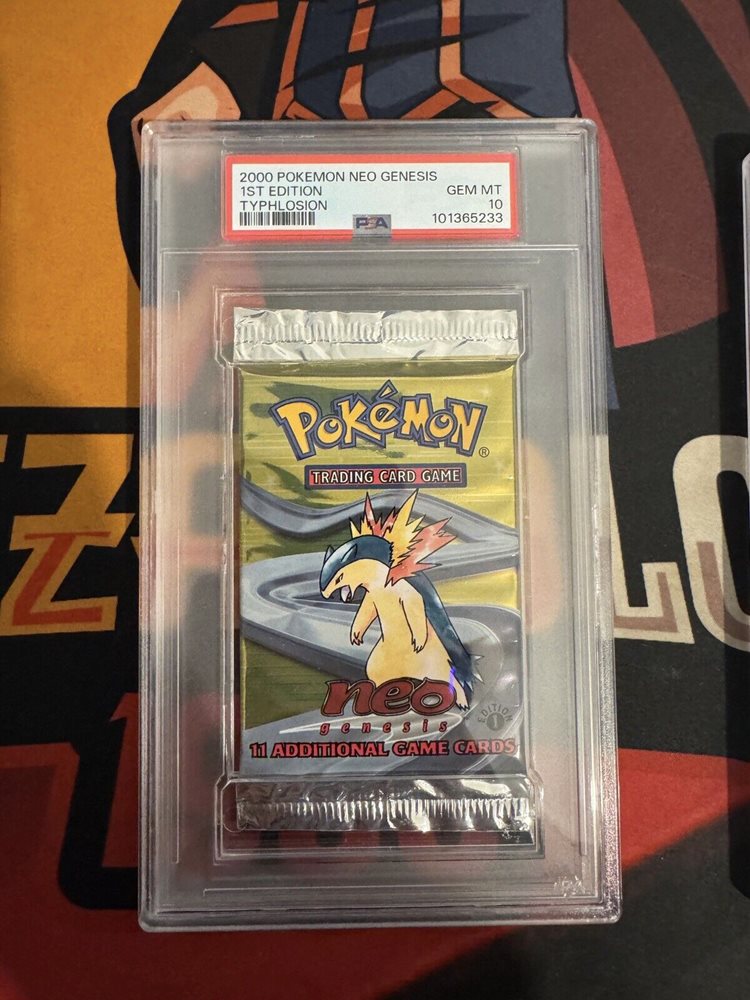 2000 POKEMON NEO GENESIS
1ST EDITION GEM MT
TYPHLOSION 10
PSA 101365233
POKéMON®
TRADING CARD GAME
neo
genesis
EDITION
1
11 ADDITIONAL GAME CARDS